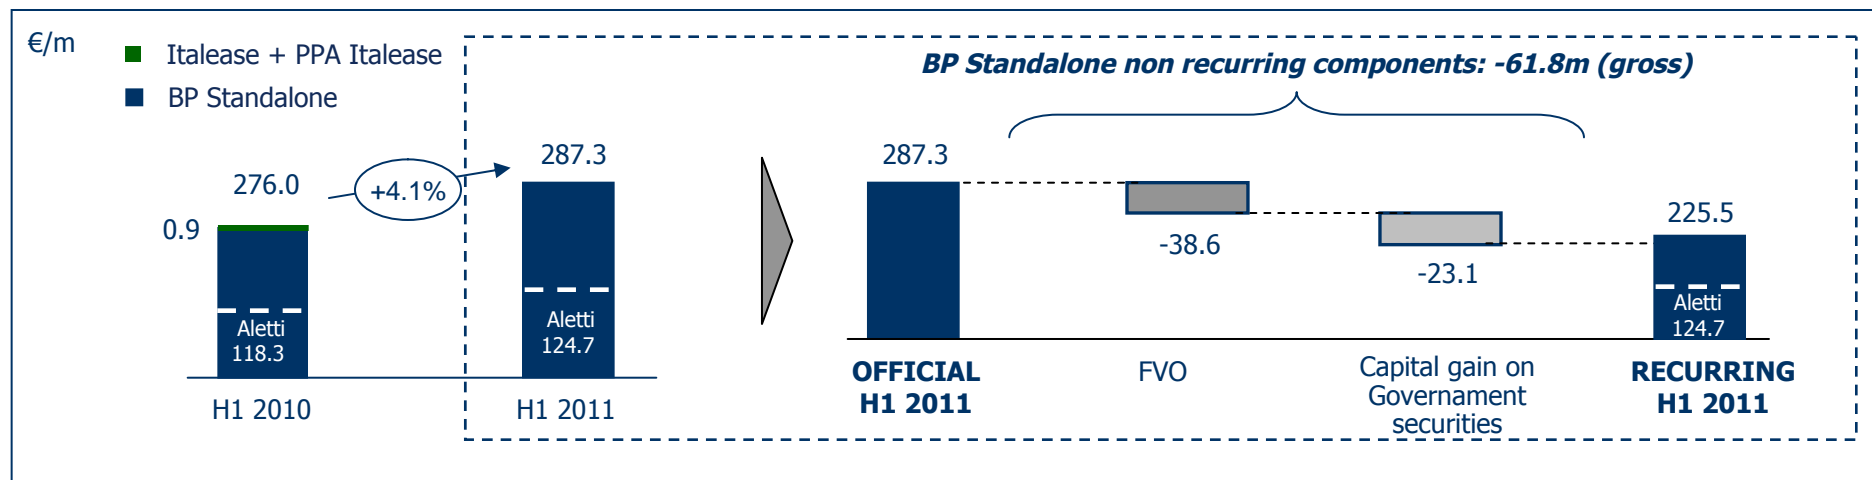 €/m
Italease + PPA Italease
BP Standalone
BP Standalone non recurring components: -61.8m (gross)
276.0
+4.1%
287.3
0.9
Aletti
118.3
Aletti
124.7
H1 2010
H1 2011
287.3
-38.6
-23.1
225.5
Aletti
124.7
OFFICIAL
H1 2011
FVO
Capital gain on
Governament
securities
RECURRING
H1 2011